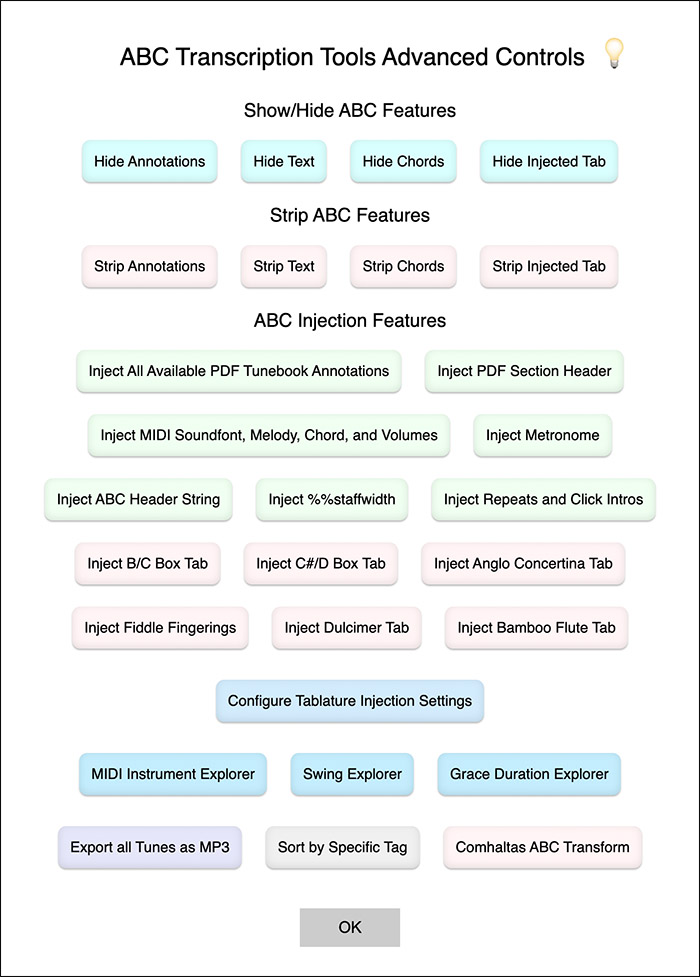 ABC Transcription Tools Advanced Controls
Show/Hide ABC Features
Hide Annotations Hide Text Hide Chords Hide Injected Tab
Strip ABC Features
Strip Annotations Strip Text Strip Chords Strip Injected Tab
ABC Injection Features
Inject All Available PDF Tunebook Annotations Inject PDF Section Header
Inject MIDI Soundfont, Melody, Chord, and Volumes Inject Metronome
Inject ABC Header String Inject %%staffwidth Inject Repeats and Click Intros
Inject B/C Box Tab Inject C#/D Box Tab Inject Anglo Concertina Tab
Inject Fiddle Fingerings Inject Dulcimer Tab Inject Bamboo Flute Tab
Configure Tablature Injection Settings
MIDI Instrument Explorer Swing Explorer Grace Duration Explorer
Export all Tunes as MP3 Sort by Specific Tag Comhaltas ABC Transform
OK